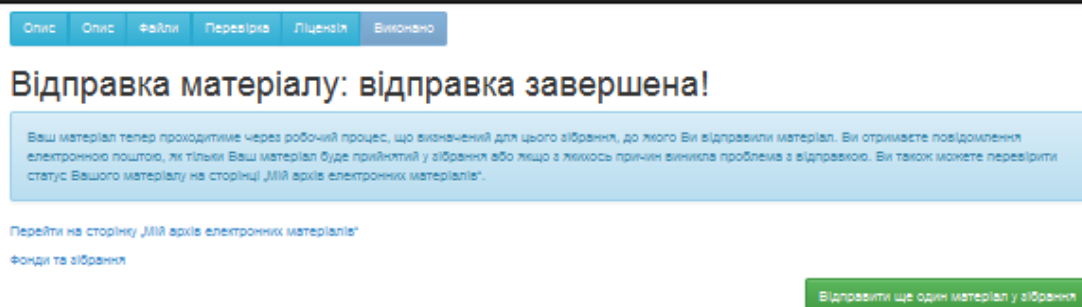 Опис Опис Файли Перевірка Ліцензія Виконано
Відправка матеріалу: відправка завершена!
Ваш матеріал тепер проходитиме через робочий процес, що визначений для цього зібрання, до якого Ви відправили матеріал. Ви отримаєте повідомлення
електронною поштою, як тільки Ваш матеріал буде прийнятий у зібрання або якщо з якихось причин виникла проблема з відправкою. Ви також можете перевірити
статус Вашого матеріалу на сторінці „Мій архів електронних матеріалів“.
Перейти на сторінку „Мій архів електронних матеріалів“
Фонди та зібрання
Відправити ще один матеріал у зібрання